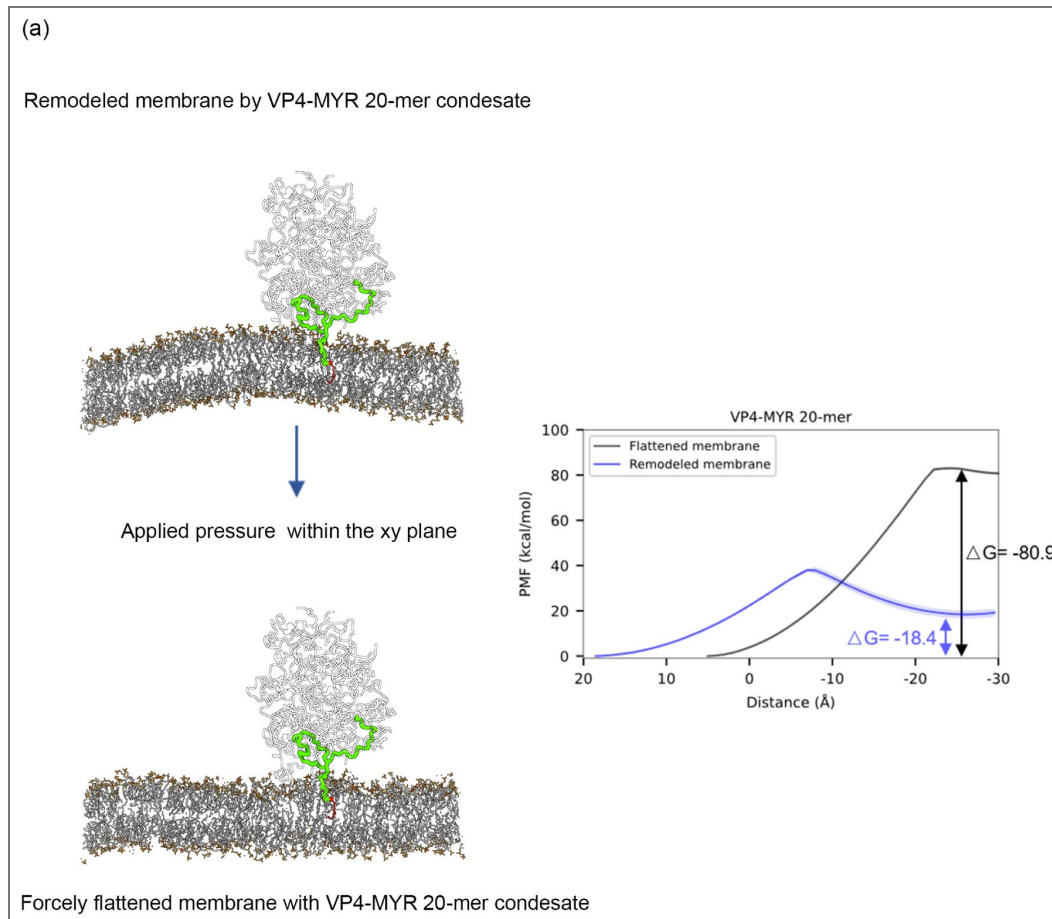 (a)
Remodeled membrane by VP4-MYR 20-mer condesate
Applied pressure within the xy plane
Forcely flattened membrane with VP4-MYR 20-mer condesate
VP4-MYR 20-mer
Flattened membrane
Remodeled membrane
100
80
60
40
20
0
PMF (kcal/mol)
△G= -80.9
△G= -18.4
20 10 0 -10 -20 -30
Distance (Å)